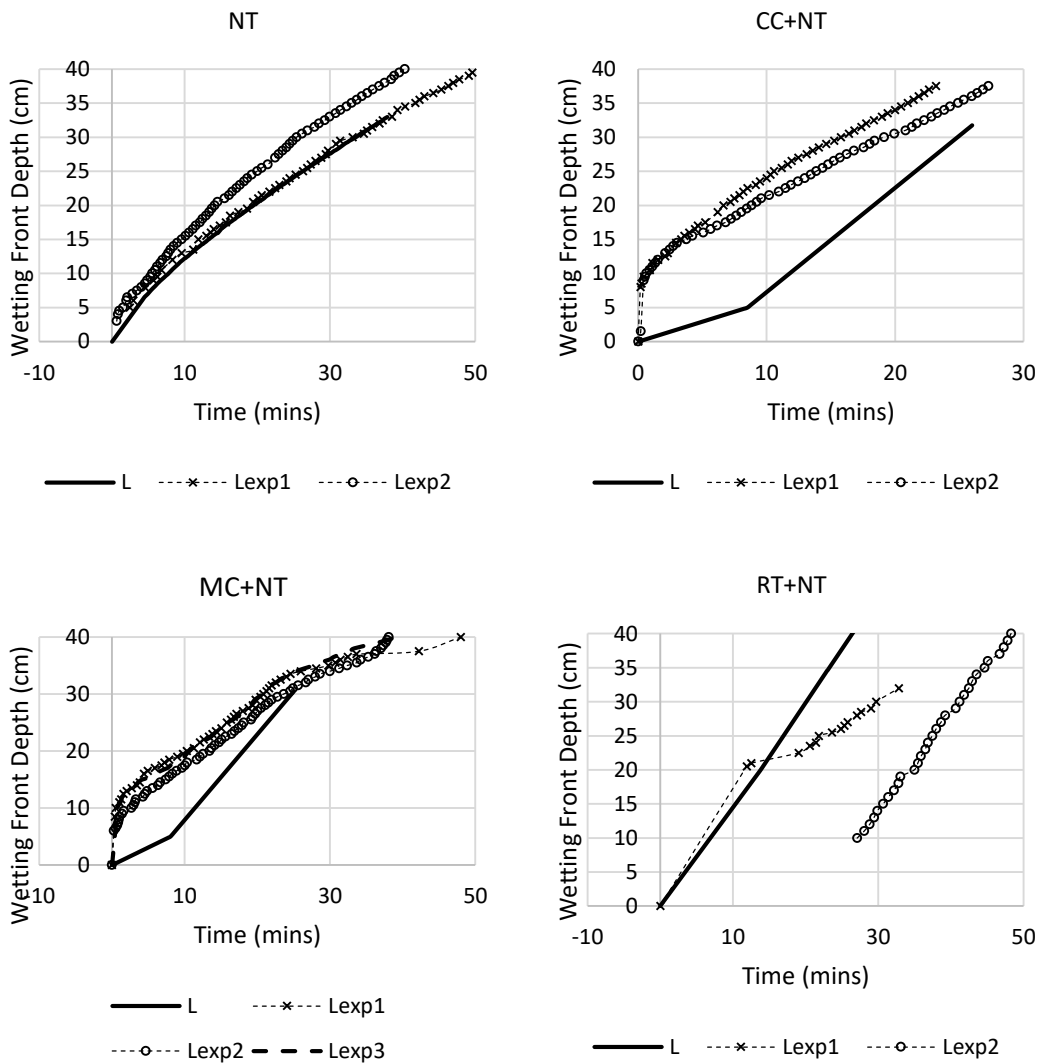 NT
Wetting Front Depth (cm)
40
35
30
25
20
15
10
5
0
-10 10 30 50
Time (mins)
L Lexp1 Lexp2
CC+NT
Wetting Front Depth (cm)
40
35
30
25
20
15
10
5
0
0 10 20 30
Time (mins)
L Lexp1 Lexp2
MC+NT
Wetting Front Depth (cm)
40
30
20
10
0
-10 10 30 50
Time (mins)
L Lexp1
Lexp2 Lexp3
RT+NT
Wetting Front Depth (cm)
40
35
30
25
20
15
10
5
0
-10 10 30 50
Time (mins)
L Lexp1 Lexp2